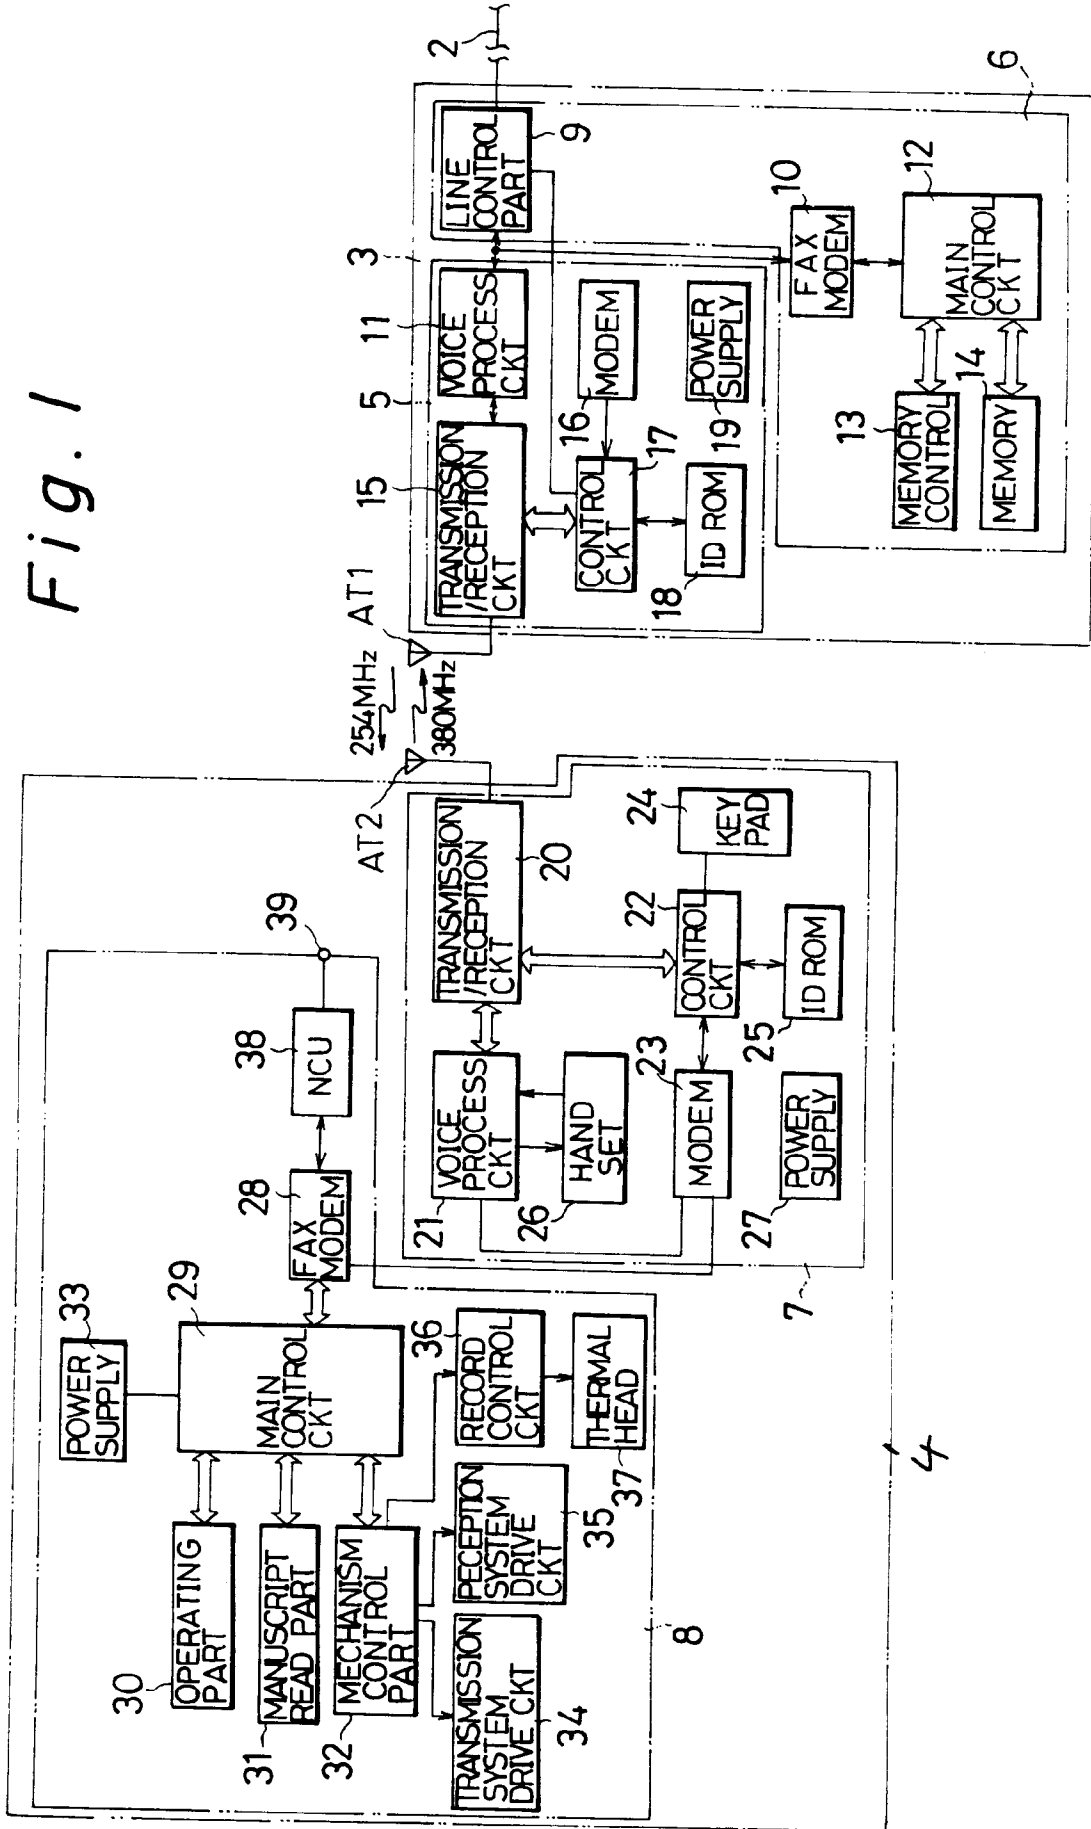 Fig. 1
2
LINE
CONTROL
PART
9
3
11
VOICE
PROCESS
CKT
5
15
TRANSMISSION
/RECEPTION
CKT
AT1
16
MODEM
17
CONTROL
CKT
18
ID ROM
19
POWER
SUPPLY
10
FAX
MODEM
12
MAIN
CONTROL
CKT
13
MEMORY
CONTROL
14
MEMORY
6
254MHz
380MHz
AT2
TRANSMISSION
/RECEPTION
CKT
20
VOICE
PROCESS
CKT
21
HAND
SET
26
22
CONTROL
CKT
23
MODEM
24
KEY
PAD
25
ID ROM
27
POWER
SUPPLY
7
39
38
NCU
28
FAX
MODEM
29
MAIN
CONTROL
CKT
33
POWER
SUPPLY
30
OPERATING
PART
31
MANUSCRIPT
READ PART
32
MECHANISM
CONTROL
PART
34
TRANSMISSION
SYSTEM
DRIVE CKT
35
PECEPTION
SYSTEM
DRIVE
CKT
36
RECORD
CONTROL
CKT
37
THERMAL
HEAD
8
4